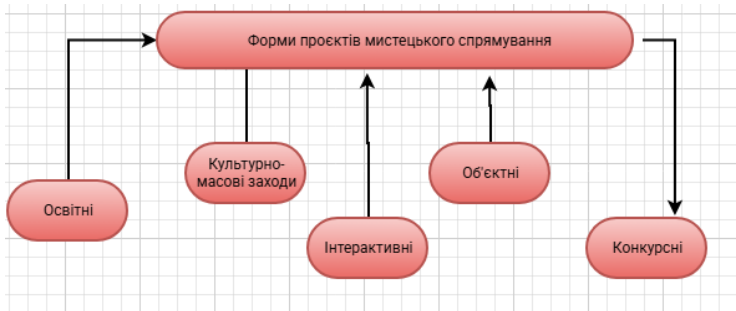 Форми проєктів мистецького спрямування
Культурно-
масові заходи
Об'єктні
Освітні
Інтерактивні
Конкурсні